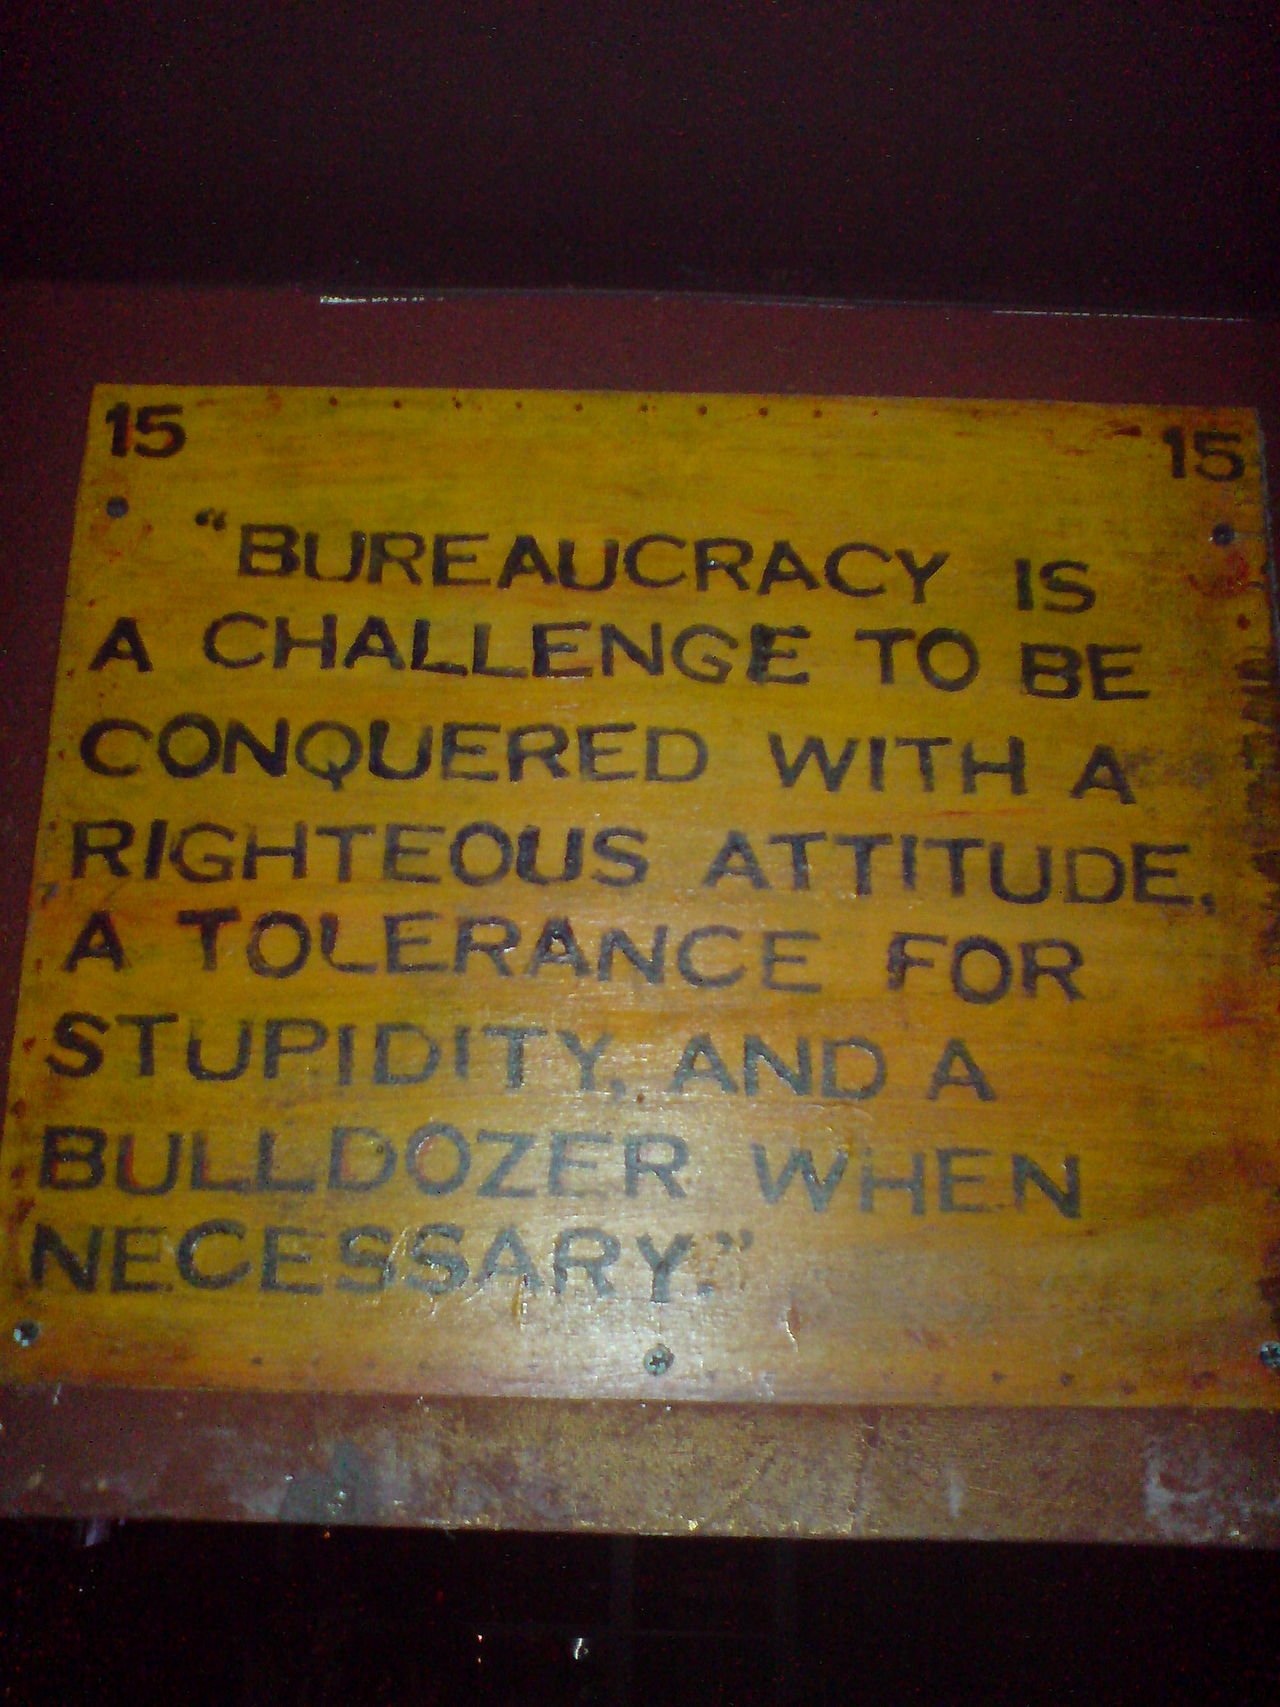 15 15
“BUREAUCRACY IS
A CHALLENGE TO BE
CONQUERED WITH A
RIGHTEOUS ATTITUDE,
A TOLERANCE FOR
STUPIDITY, AND A
BULLDOZER WHEN
NECESSARY.”